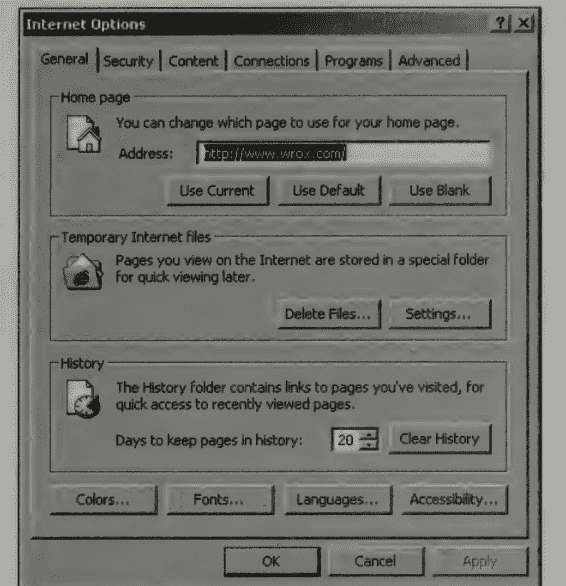 Internet Options
General Security Content Connections Programs Advanced
Home page
You can change which page to use for your home page.
Address: http://www.wrox.com/
Use Current Use Default Use Blank
Temporary Internet files
Pages you view on the Internet are stored in a special folder
for quick viewing later.
Delete Files... Settings...
History
The History folder contains links to pages you've visited, for
quick access to recently viewed pages.
Days to keep pages in history: 20 Clear History
Colors... Fonts... Languages... Accessibility...
OK Cancel Apply